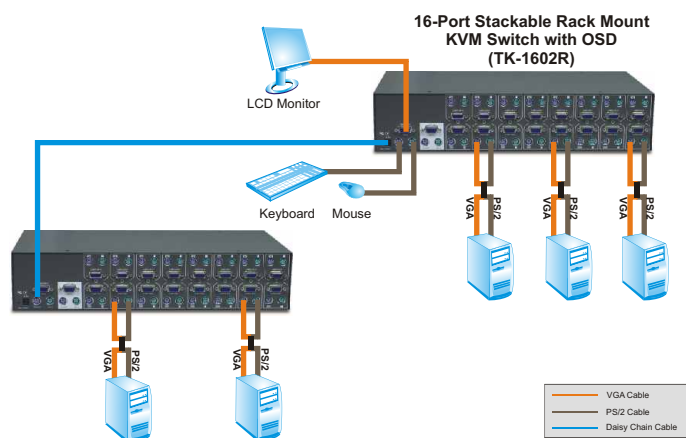 16-Port Stackable Rack Mount
KVM Switch with OSD
(TK-1602R)
LCD Monitor
Keyboard
Mouse
VGA
PS/2
VGA
PS/2
VGA
PS/2
VGA
PS/2
VGA
PS/2
VGA Cable
PS/2 Cable
Daisy Chain Cable